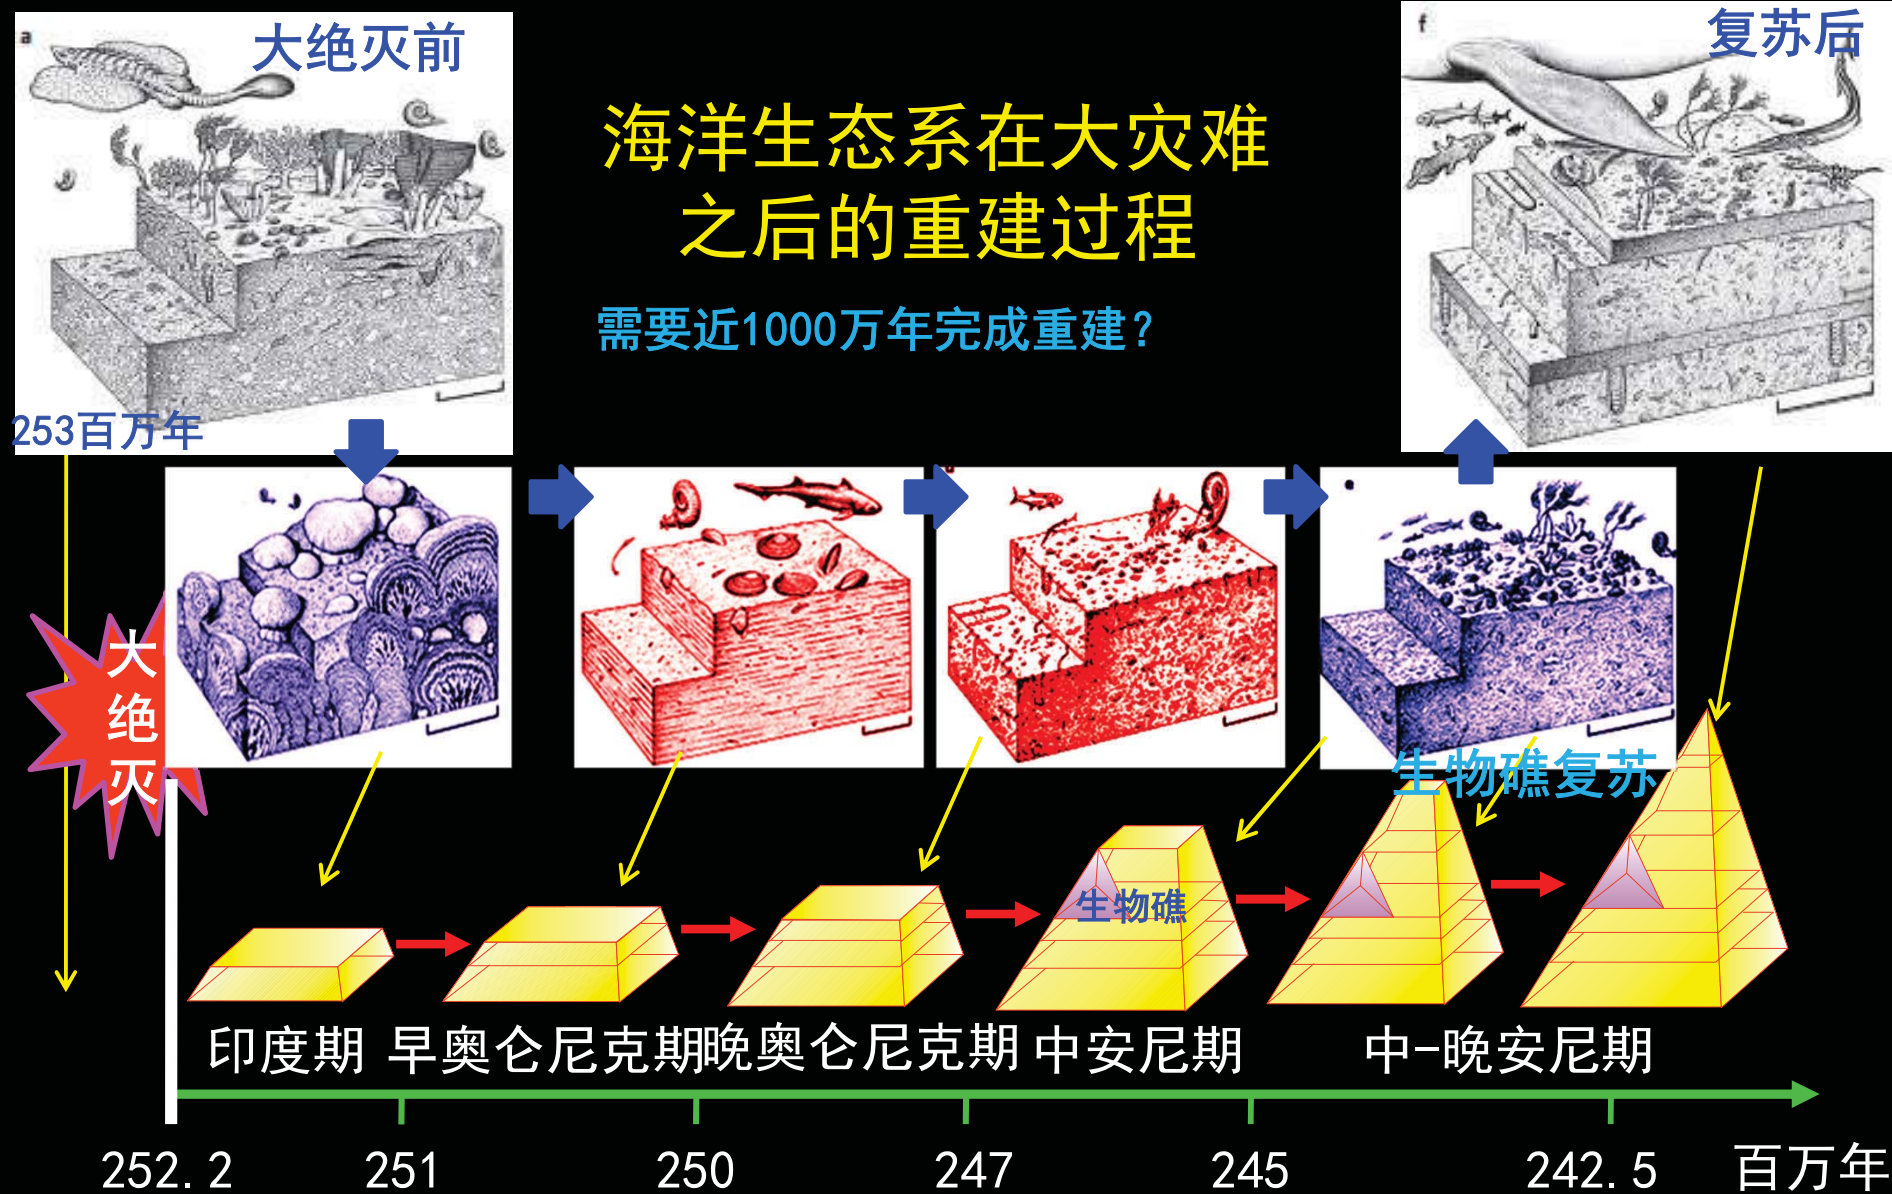 a
大绝灭前
f
复苏后
海洋生态系在大灾难
之后的重建过程
需要近1000万年完成重建?
253百万年
大
绝
灭
生物礁复苏
生物礁
印度期
早奥仑尼克期
晚奥仑尼克期
中安尼期
中-晚安尼期
252.2
251
250
247
245
242.5
百万年